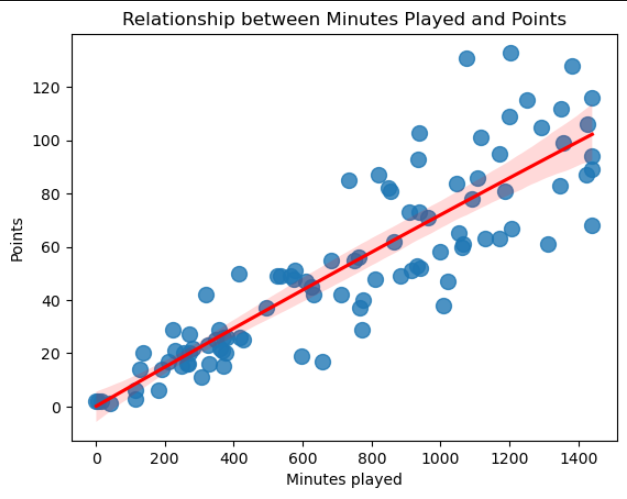 Relationship between Minutes Played and Points
Points
120
100
80
60
40
20
0
0 200 400 600 800 1000 1200 1400
Minutes played